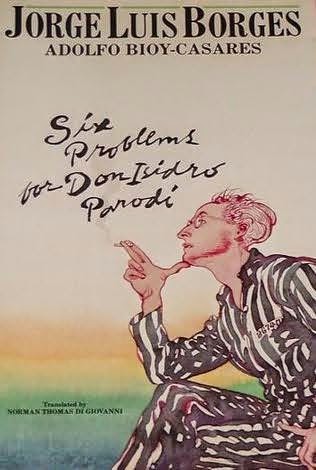 JORGE LUIS BORGES
ADOLFO BIOY-CASARES
Six
Problems
for Don Isidro
Parodi
Translated by
NORMAN THOMAS DI GIOVANNI